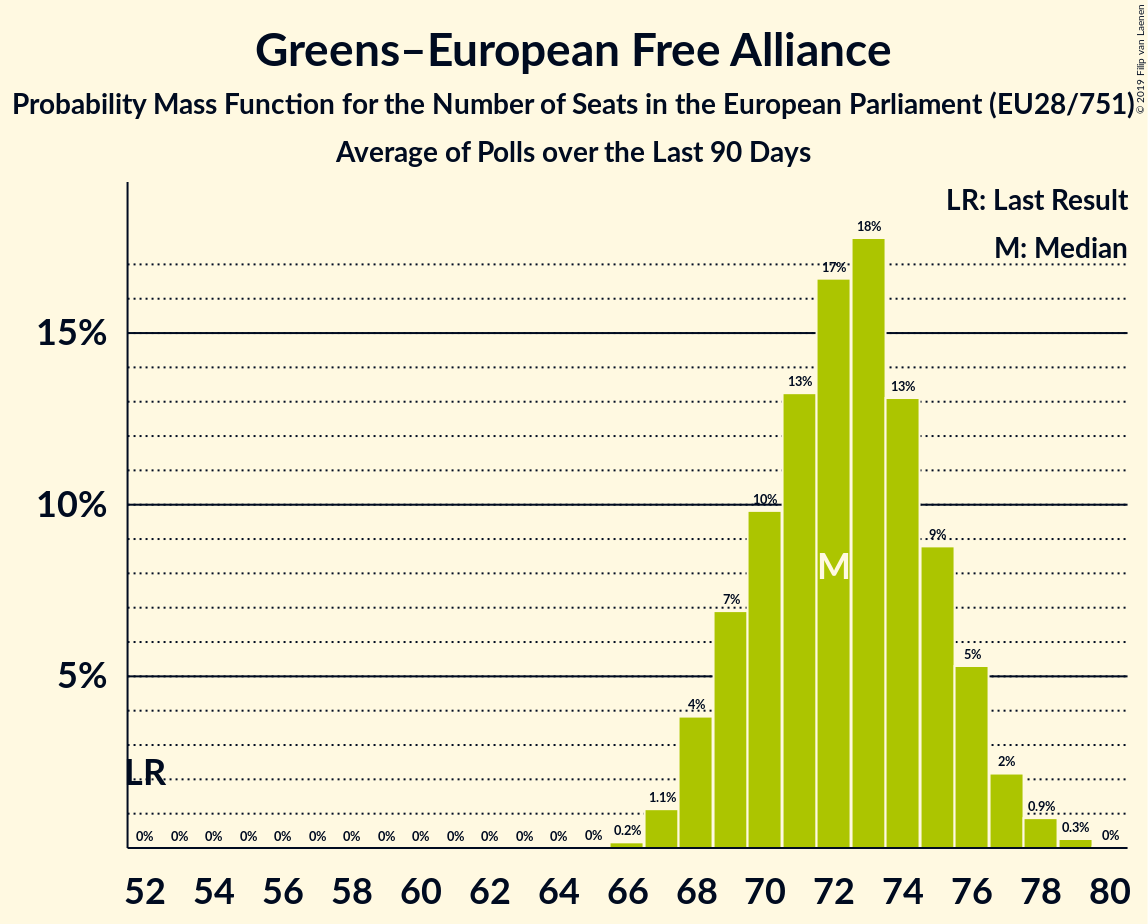 Greens–European Free Alliance
Probability Mass Function for the Number of Seats in the European Parliament (EU28/751)
Average of Polls over the Last 90 Days
© 2019 Filip van Laenen
LR: Last Result
M: Median
15%
10%
5%
LR
M
0% 0% 0% 0% 0% 0% 0% 0% 0% 0% 0% 0% 0% 0% 0.2% 1.1% 4% 7% 10% 13% 17% 18% 13% 9% 5% 2% 0.9% 0.3% 0%
52 54 56 58 60 62 64 66 68 70 72 74 76 78 80